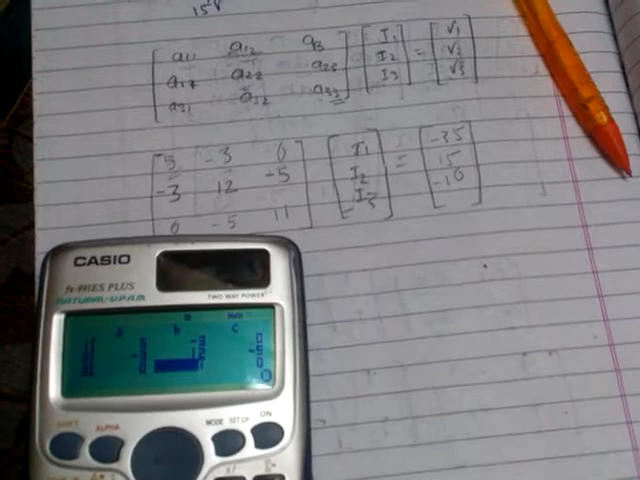 15V
a11 a12 a13 I1 V1
a17 a22 a23 I2 = V2
a31 a32 a33 I3 V3
5 -3 0 I1 -35
-3 12 -5 I2 = 15
0 -5 11 I3 -10
CASIO
fx-991ES PLUS
NATURAL-V.P.A.M.
TWO WAY POWER
Math
SHIFT ALPHA MODE SETUP ON